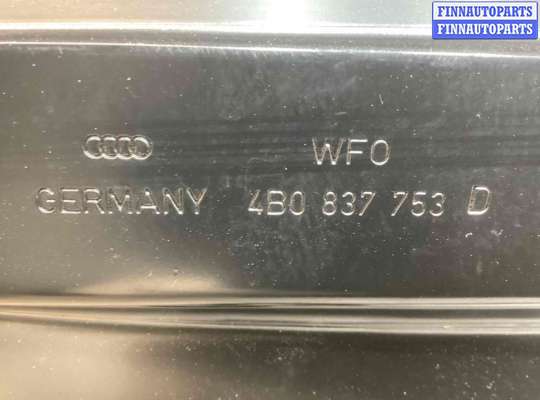 FINNAUTOPARTS
FINNAUTOPARTS
WFO
GERMANY 4B0 837 753 D